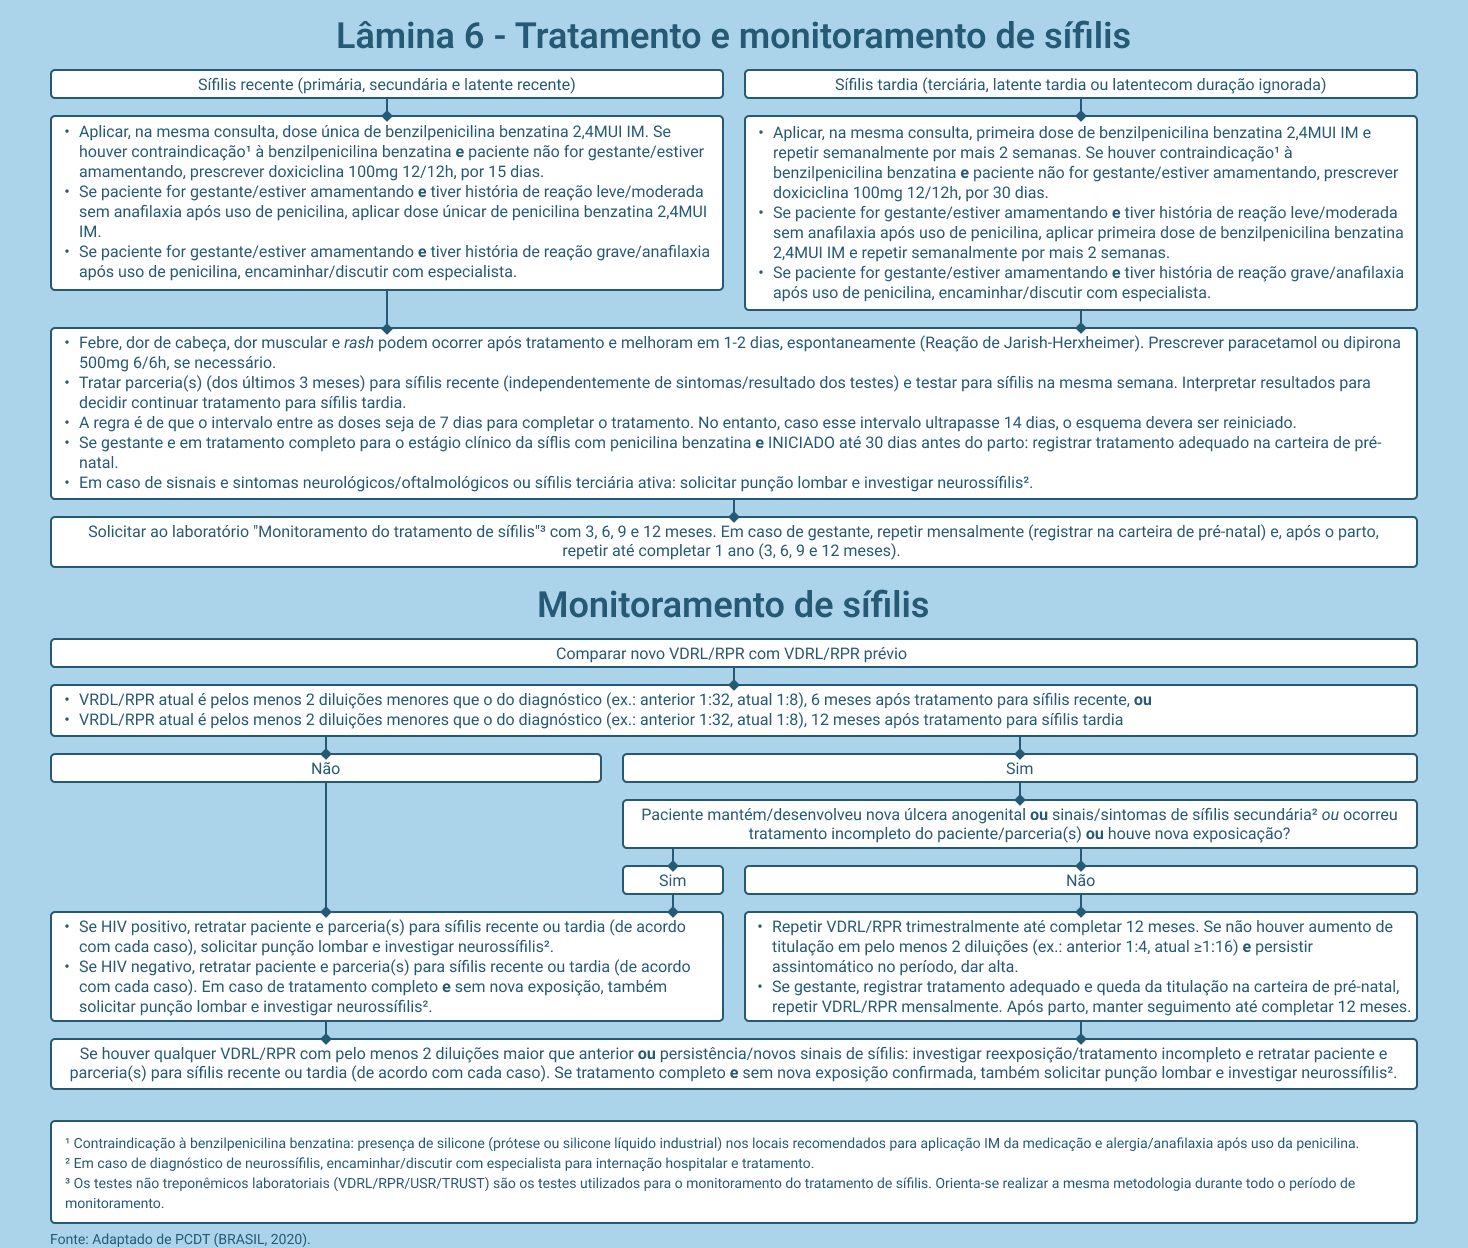 Lâmina 6 - Tratamento e monitoramento de sífilis
Sífilis recente (primária, secundária e latente recente)
• Aplicar, na mesma consulta, dose única de benzilpenicilina benzatina 2,4MUI IM. Se
houver contraindicação¹ à benzilpenicilina benzatina e paciente não for gestante/estiver
amamentando, prescrever doxiciclina 100mg 12/12h, por 15 dias.
• Se paciente for gestante/estiver amamentando e tiver história de reação leve/moderada
sem anafilaxia após uso de penicilina, aplicar dose únicar de penicilina benzatina 2,4MUI
IM.
• Se paciente for gestante/estiver amamentando e tiver história de reação grave/anafilaxia
após uso de penicilina, encaminhar/discutir com especialista.
Sífilis tardia (terciária, latente tardia ou latentecom duração ignorada)
• Aplicar, na mesma consulta, primeira dose de benzilpenicilina benzatina 2,4MUI IM e
repetir semanalmente por mais 2 semanas. Se houver contraindicação¹ à
benzilpenicilina benzatina e paciente não for gestante/estiver amamentando, prescrever
doxiciclina 100mg 12/12h, por 30 dias.
• Se paciente for gestante/estiver amamentando e tiver história de reação leve/moderada
sem anafilaxia após uso de penicilina, aplicar primeira dose de benzilpenicilina benzatina
2,4MUI IM e repetir semanalmente por mais 2 semanas.
• Se paciente for gestante/estiver amamentando e tiver história de reação grave/anafilaxia
após uso de penicilina, encaminhar/discutir com especialista.
• Febre, dor de cabeça, dor muscular e rash podem ocorrer após tratamento e melhoram em 1-2 dias, espontaneamente (Reação de Jarish-Herxheimer). Prescrever paracetamol ou dipirona
500mg 6/6h, se necessário.
• Tratar parceria(s) (dos últimos 3 meses) para sífilis recente (independentemente de sintomas/resultado dos testes) e testar para sífilis na mesma semana. Interpretar resultados para
decidir continuar tratamento para sífilis tardia.
• A regra é de que o intervalo entre as doses seja de 7 dias para completar o tratamento. No entanto, caso esse intervalo ultrapasse 14 dias, o esquema devera ser reiniciado.
• Se gestante e em tratamento completo para o estágio clínico da síflis com penicilina benzatina e INICIADO até 30 dias antes do parto: registrar tratamento adequado na carteira de pré-
natal.
• Em caso de sisnais e sintomas neurológicos/oftalmológicos ou sífilis terciária ativa: solicitar punção lombar e investigar neurossífilis².
Solicitar ao laboratório "Monitoramento do tratamento de sífilis"³ com 3, 6, 9 e 12 meses. Em caso de gestante, repetir mensalmente (registrar na carteira de pré-natal) e, após o parto,
repetir até completar 1 ano (3, 6, 9 e 12 meses).
Monitoramento de sífilis
Comparar novo VDRL/RPR com VDRL/RPR prévio
• VRDL/RPR atual é pelos menos 2 diluições menores que o do diagnóstico (ex.: anterior 1:32, atual 1:8), 6 meses após tratamento para sífilis recente, ou
• VRDL/RPR atual é pelos menos 2 diluições menores que o do diagnóstico (ex.: anterior 1:32, atual 1:8), 12 meses após tratamento para sífilis tardia
Não
Sim
Paciente mantém/desenvolveu nova úlcera anogenital ou sinais/sintomas de sífilis secundária² ou ocorreu
tratamento incompleto do paciente/parceria(s) ou houve nova exposicação?
Sim
Não
• Se HIV positivo, retratar paciente e parceria(s) para sífilis recente ou tardia (de acordo
com cada caso), solicitar punção lombar e investigar neurossífilis².
• Se HIV negativo, retratar paciente e parceria(s) para sífilis recente ou tardia (de acordo
com cada caso). Em caso de tratamento completo e sem nova exposição, também
solicitar punção lombar e investigar neurossífilis².
• Repetir VDRL/RPR trimestralmente até completar 12 meses. Se não houver aumento de
titulação em pelo menos 2 diluições (ex.: anterior 1:4, atual ≥1:16) e persistir
assintomático no período, dar alta.
• Se gestante, registrar tratamento adequado e queda da titulação na carteira de pré-natal,
repetir VDRL/RPR mensalmente. Após parto, manter seguimento até completar 12 meses.
Se houver qualquer VDRL/RPR com pelo menos 2 diluições maior que anterior ou persistência/novos sinais de sífilis: investigar reexposição/tratamento incompleto e retratar paciente e
parceria(s) para sífilis recente ou tardia (de acordo com cada caso). Se tratamento completo e sem nova exposição confirmada, também solicitar punção lombar e investigar neurossífilis².
¹ Contraindicação à benzilpenicilina benzatina: presença de silicone (prótese ou silicone líquido industrial) nos locais recomendados para aplicação IM da medicação e alergia/anafilaxia após uso da penicilina.
² Em caso de diagnóstico de neurossífilis, encaminhar/discutir com especialista para internação hospitalar e tratamento.
³ Os testes não treponêmicos laboratoriais (VDRL/RPR/USR/TRUST) são os testes utilizados para o monitoramento do tratamento de sífilis. Orienta-se realizar a mesma metodologia durante todo o período de
monitoramento.
Fonte: Adaptado de PCDT (BRASIL, 2020).